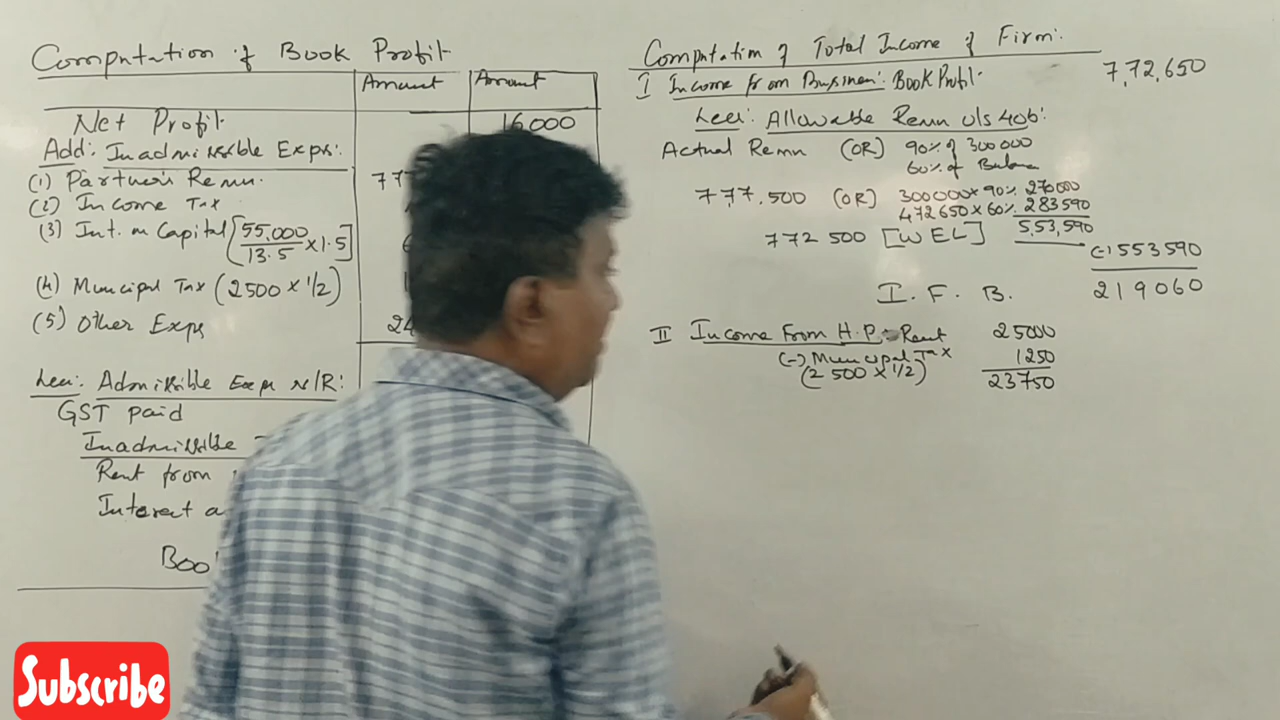 Computation of Book Profit
Amount Amount
Net Profit 16000
Add: Inadmissible Exps:
(1) Partner's Remn. 77
(2) Income Tax
(3) Int. on Capital [55,000/13.5 × 1.5]
(4) Municipal Tax (2500 × 1/2)
(5) Other Exps 24
Less: Admissible Exps N/R:
GST paid
Inadmissible
Rent from
Interest
Boo
Computation of Total Income of Firm:
I Income from Business: Book Profit 7,72,650
Less: Allowable Remn u/s 40b:
Actual Remn (OR) 90% of 300000
60% of Balance
777,500 (OR) 300000 × 90% 270000
472650 × 60% 283590
5,53,590
772 500 [W EL]
(-) 553590
I. F. B. 219060
II Income From H.P. Rent 25000
(-) Municipal Tax 1250
(2 500 × 1/2)
23750
Subscribe